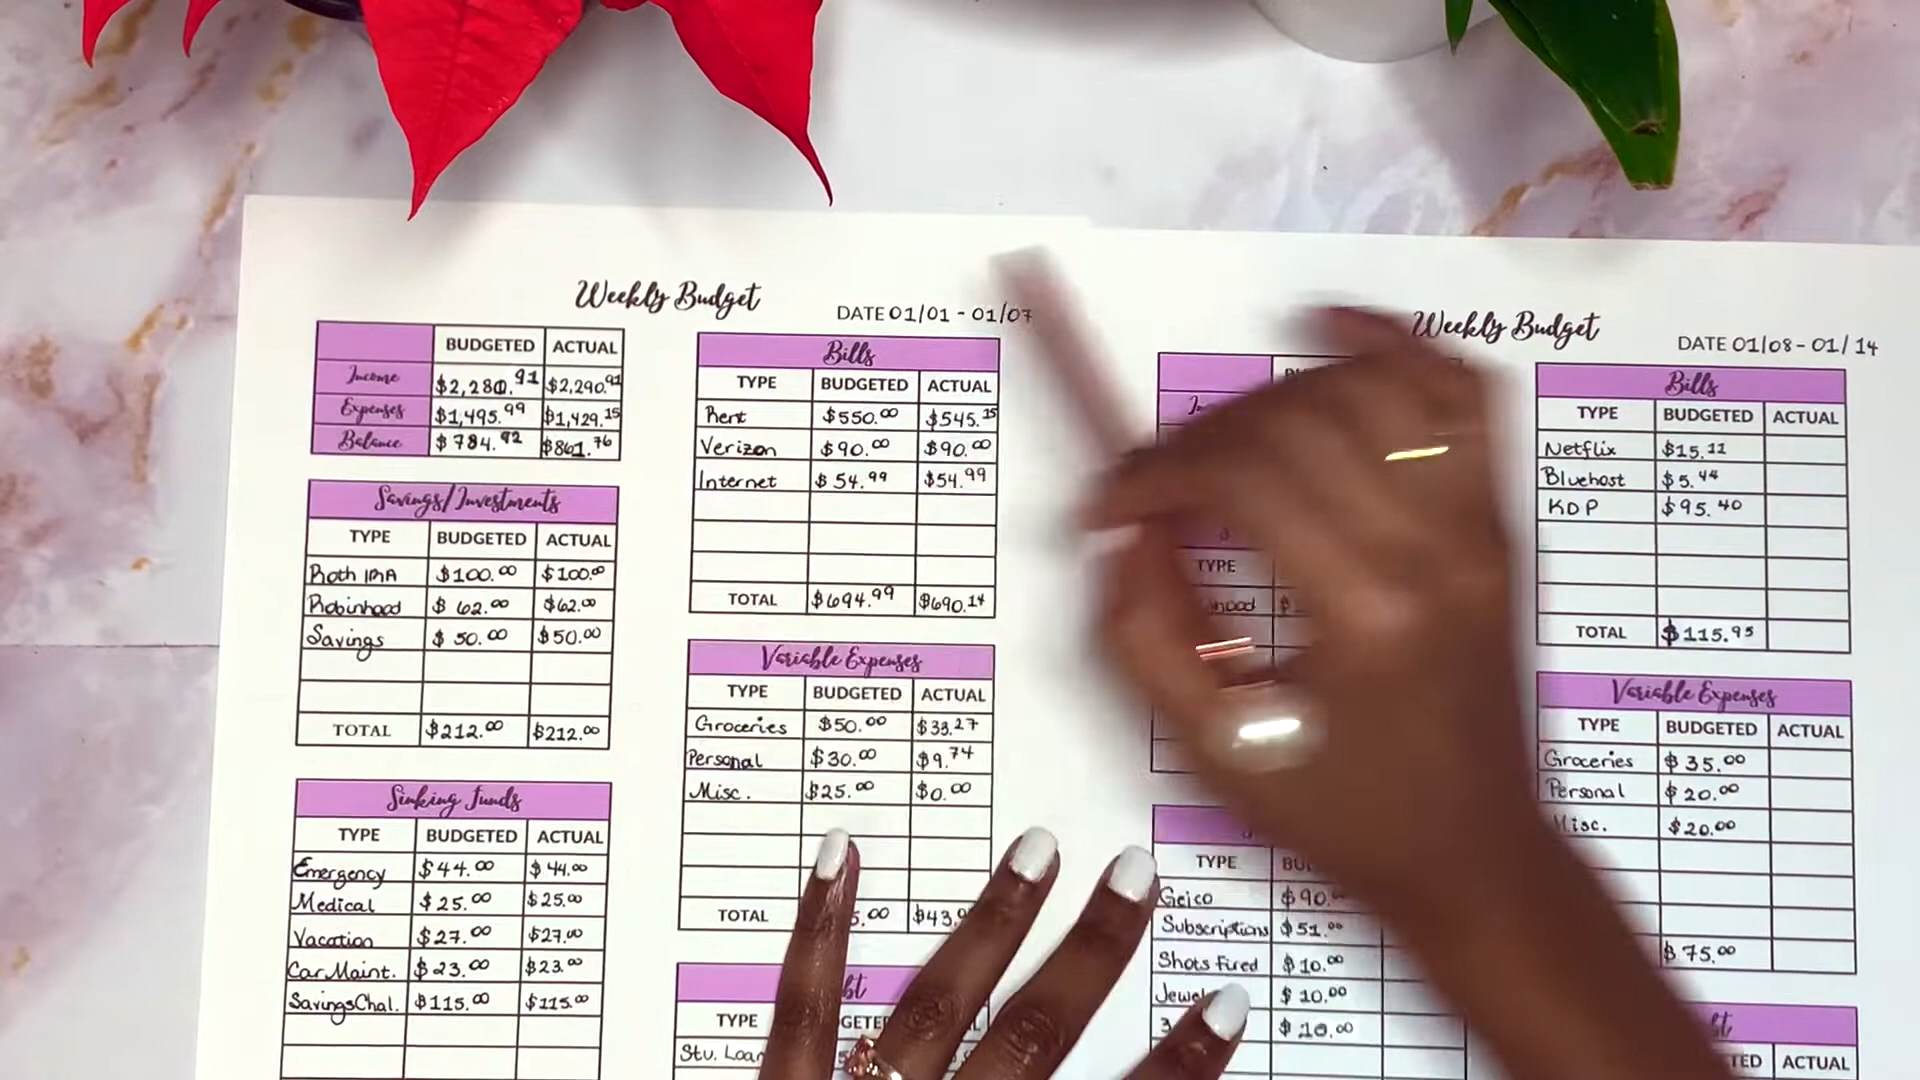 Weekly Budget
DATE 01/01 - 01/07
BUDGETED ACTUAL
Income $2,280.91 $2,290.91
Expenses $1,495.99 $1,429.15
Balance $784.92 $861.76
Savings/Investments
TYPE BUDGETED ACTUAL
Roth IRA $100.00 $100.00
Robinhood $62.00 $62.00
Savings $50.00 $50.00
TOTAL $212.00 $212.00
Sinking Funds
TYPE BUDGETED ACTUAL
Emergency $44.00 $44.00
Medical $25.00 $25.00
Vacation $27.00 $27.00
Car Maint. $23.00 $23.00
Savings Chal. $115.00 $115.00
Bills
TYPE BUDGETED ACTUAL
Rent $550.00 $545.15
Verizon $90.00 $90.00
Internet $54.99 $54.99
TOTAL $694.99 $690.14
Variable Expenses
TYPE BUDGETED ACTUAL
Groceries $50.00 $33.27
Personal $30.00 $9.74
Misc. $25.00 $0.00
TOTAL
TYPE
Stu. Loan
Weekly Budget
DATE 01/08 - 01/14
TYPE
TYPE
Geico
Subscriptions $51.00
Shots Fired $10.00
$10.00
$10.00
Bills
TYPE BUDGETED ACTUAL
Netflix $15.11
Bluehost $5.44
KDP $95.40
TOTAL $115.95
Variable Expenses
TYPE BUDGETED ACTUAL
Groceries $35.00
Personal $20.00
Misc. $20.00
$75.00
ACTUAL